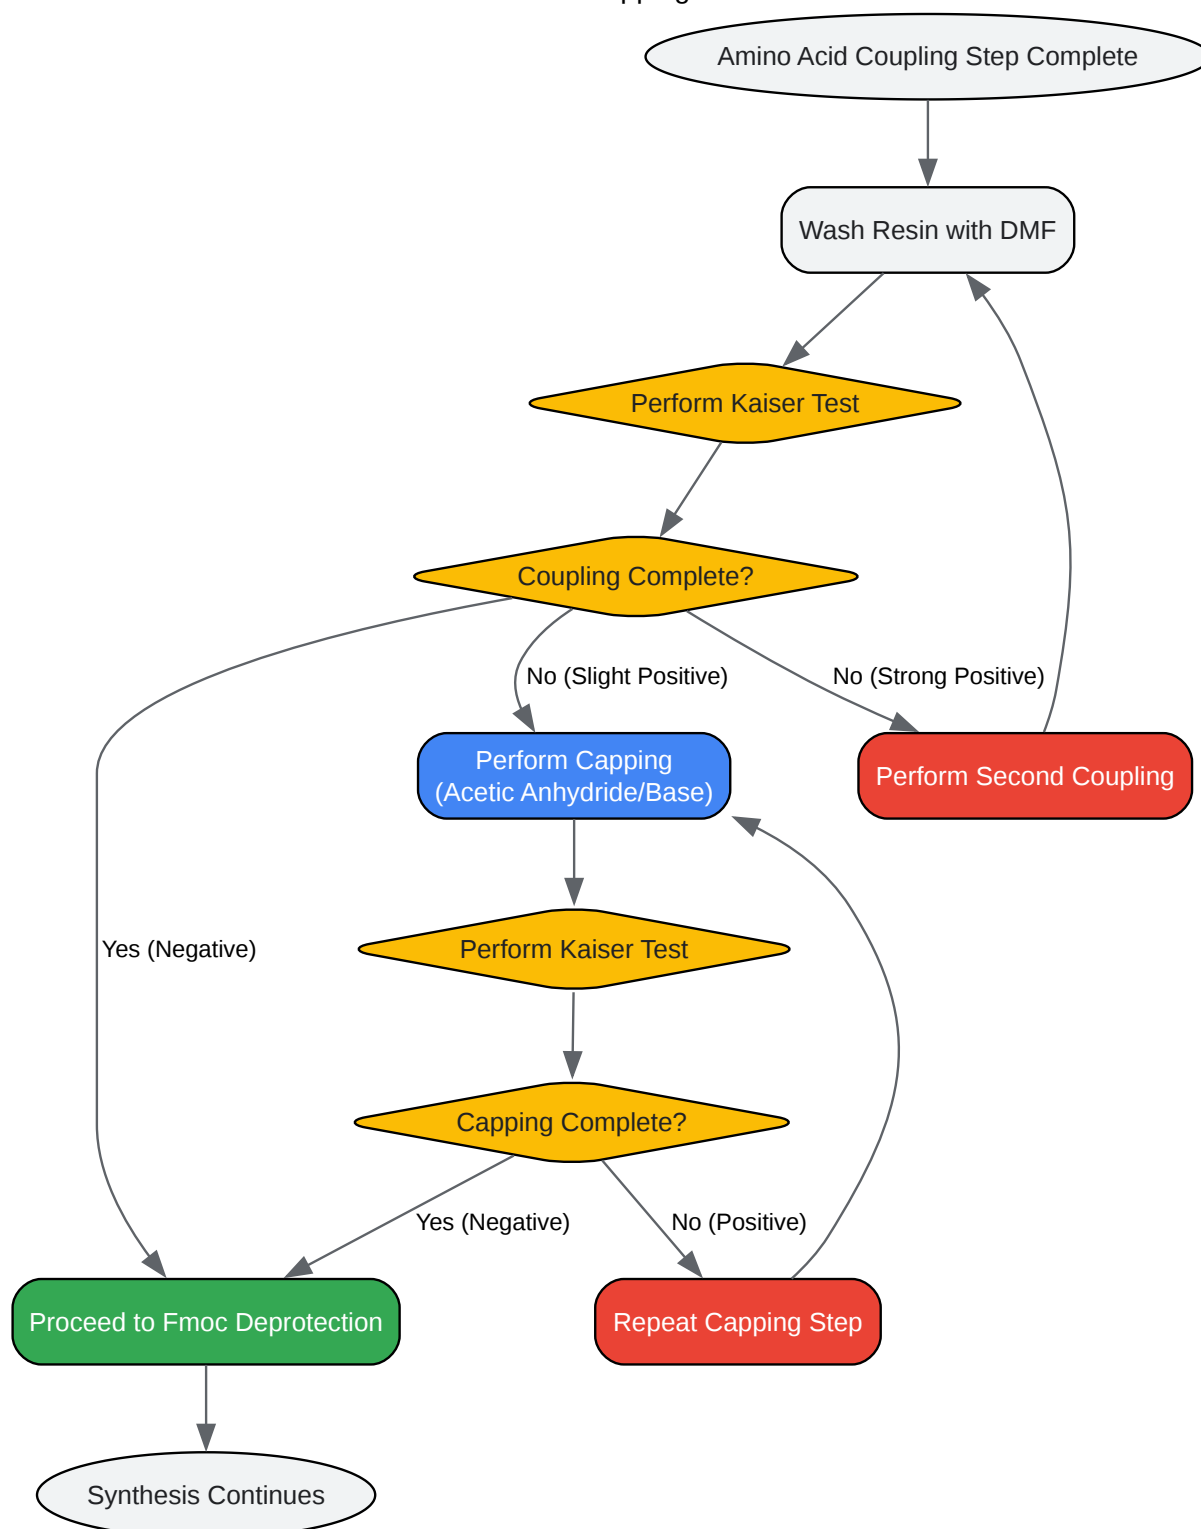 Amino Acid Coupling Step Complete
Wash Resin with DMF
Perform Kaiser Test
Coupling Complete?
No (Slight Positive)
No (Strong Positive)
Perform Capping
(Acetic Anhydride/Base)
Perform Second Coupling
Yes (Negative)
Perform Kaiser Test
Capping Complete?
Yes (Negative)
No (Positive)
Proceed to Fmoc Deprotection
Repeat Capping Step
Synthesis Continues